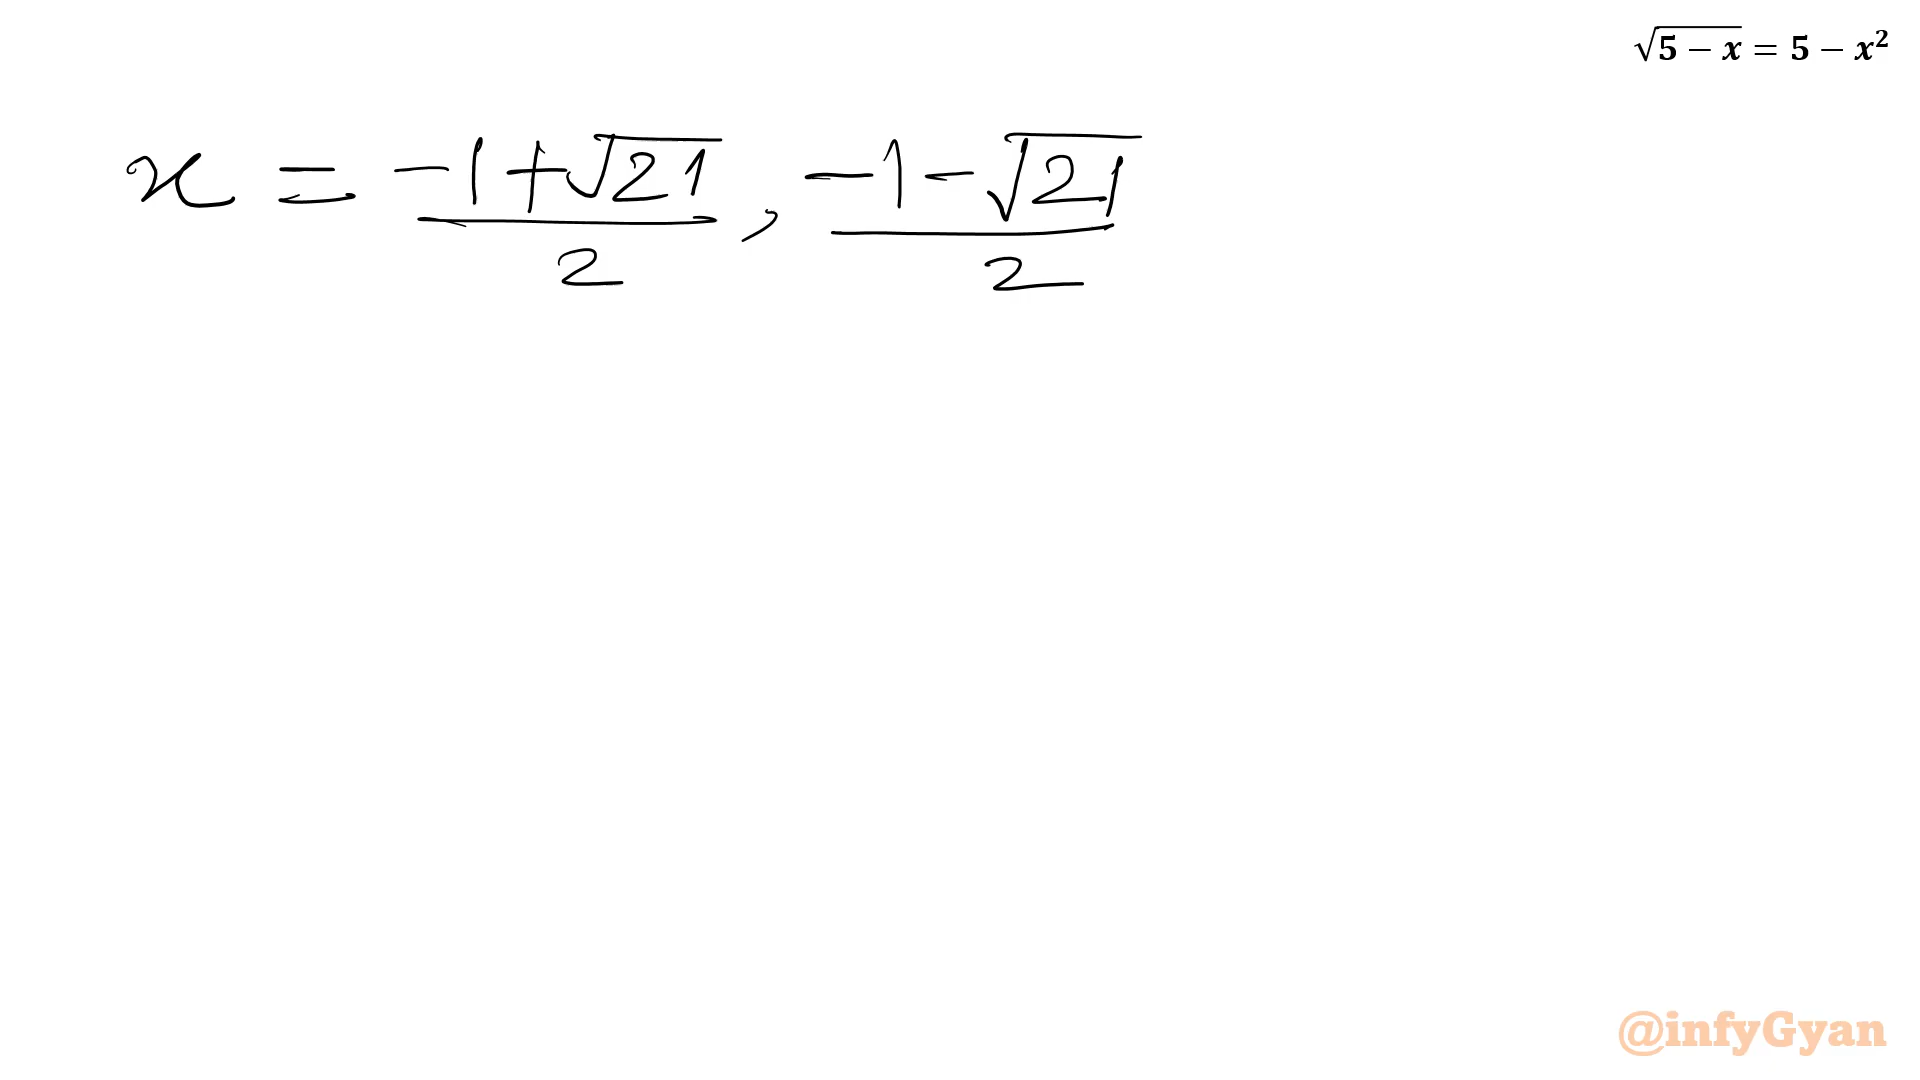 √(5 − x) = 5 − x²
x = (-1+√21)/2 , (-1-√21)/2
@infyGyan